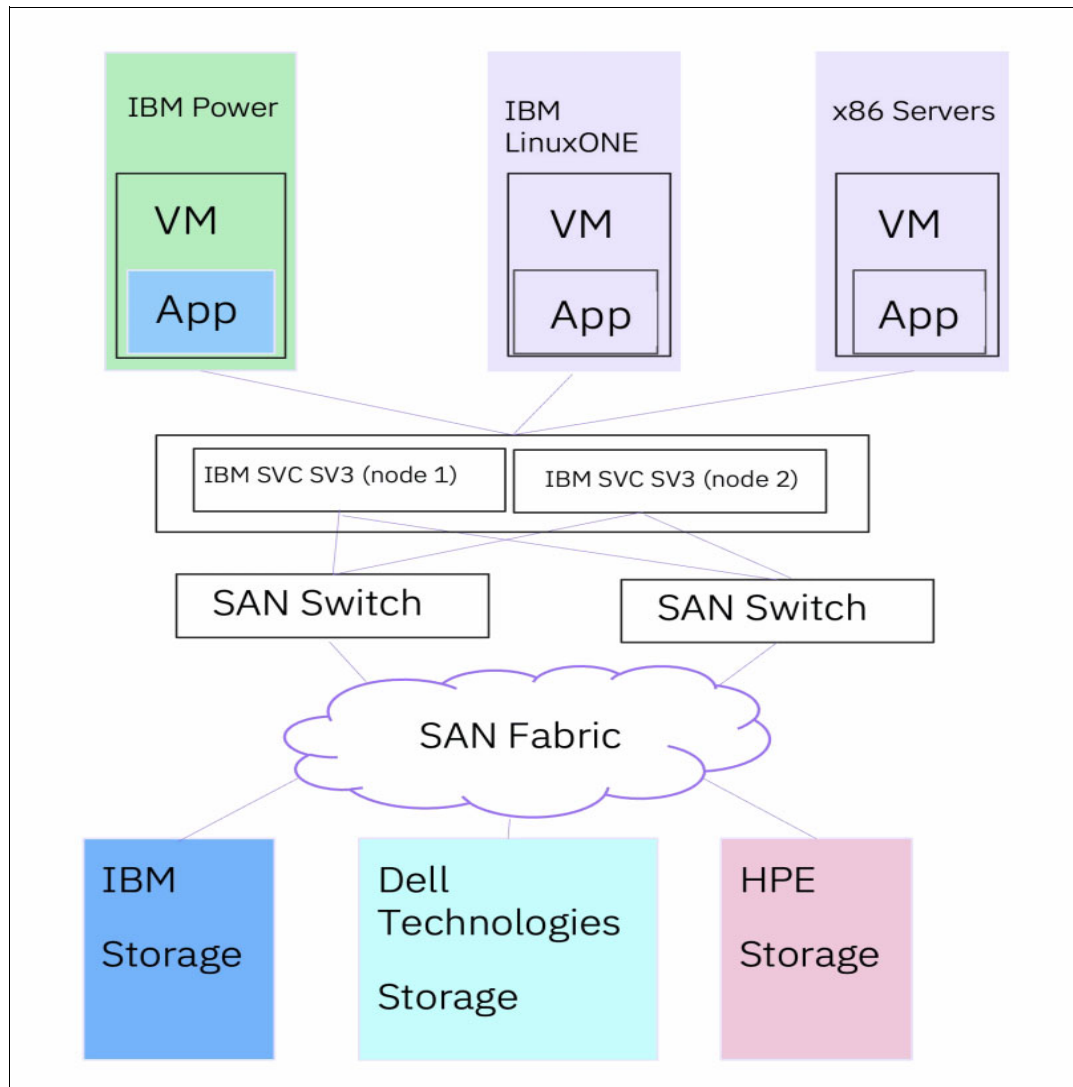 IBM Power
VM
App
IBM
LinuxONE
VM
App
x86 Servers
VM
App
IBM SVC SV3 (node 1)
IBM SVC SV3 (node 2)
SAN Switch
SAN Switch
SAN Fabric
IBM
Storage
Dell
Technologies
Storage
HPE
Storage